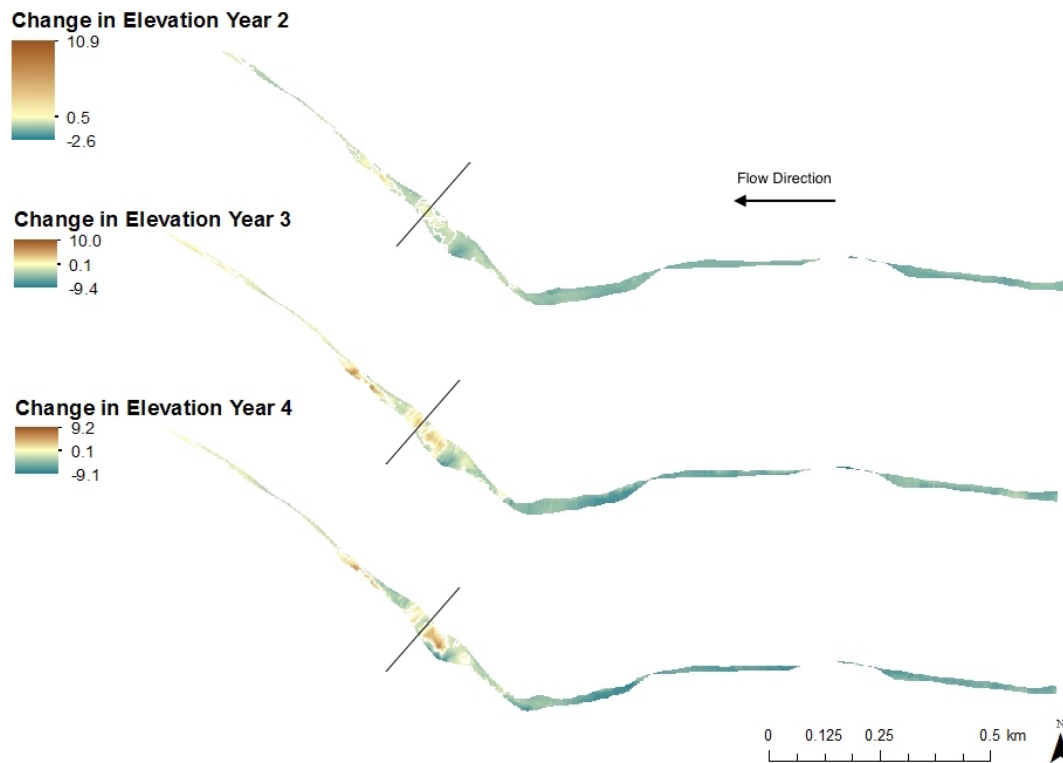 Change in Elevation Year 2
10.9
0.5
-2.6
Flow Direction
Change in Elevation Year 3
10.0
0.1
-9.4
Change in Elevation Year 4
9.2
0.1
-9.1
N
0 0.125 0.25 0.5 km